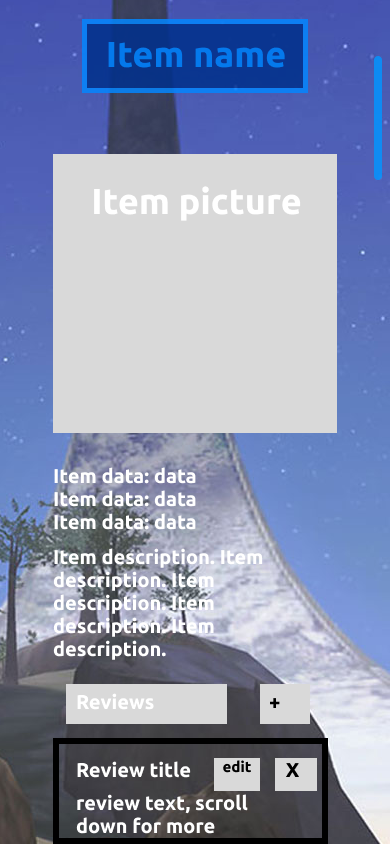 Item name
Item picture
Item data: data
Item data: data
Item data: data
Item description. Item
description. Item
description. Item
description. Item
description.
Reviews +
Review title edit X
review text, scroll
down for more